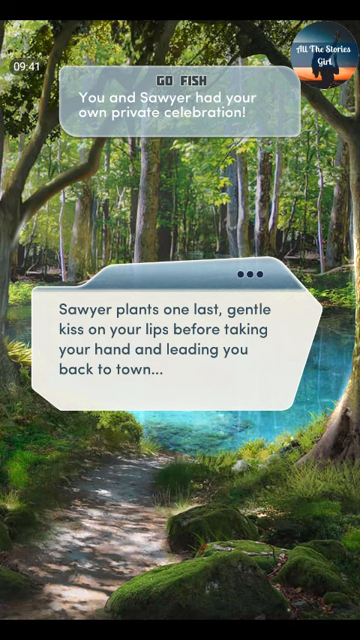 All The Stories
Girl
09:41
GO FISH
You and Sawyer had your
own private celebration!
Sawyer plants one last, gentle
kiss on your lips before taking
your hand and leading you
back to town...